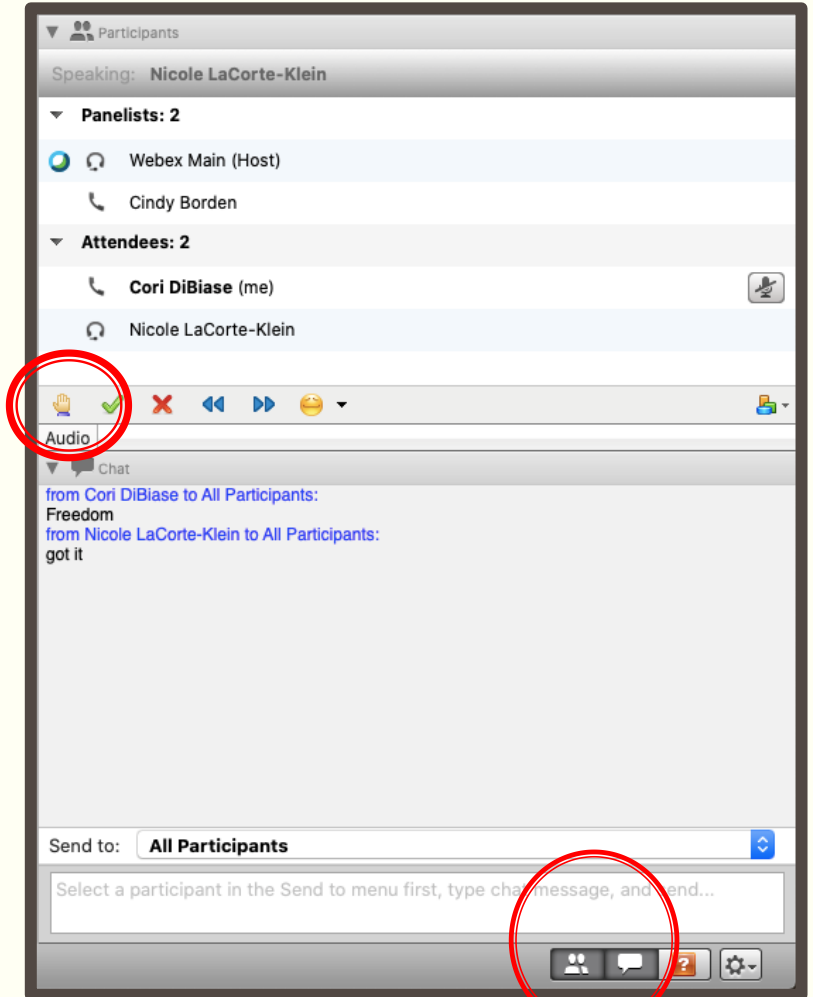 Participants
Speaking: Nicole LaCorte-Klein
Panelists: 2
Webex Main (Host)
Cindy Borden
Attendees: 2
Cori DiBiase (me)
Nicole LaCorte-Klein
Audio
Chat
from Cori DiBiase to All Participants:
Freedom
from Nicole LaCorte-Klein to All Participants:
got it
Send to: All Participants
Select a participant in the Send to menu first, type chat message, and send...
?